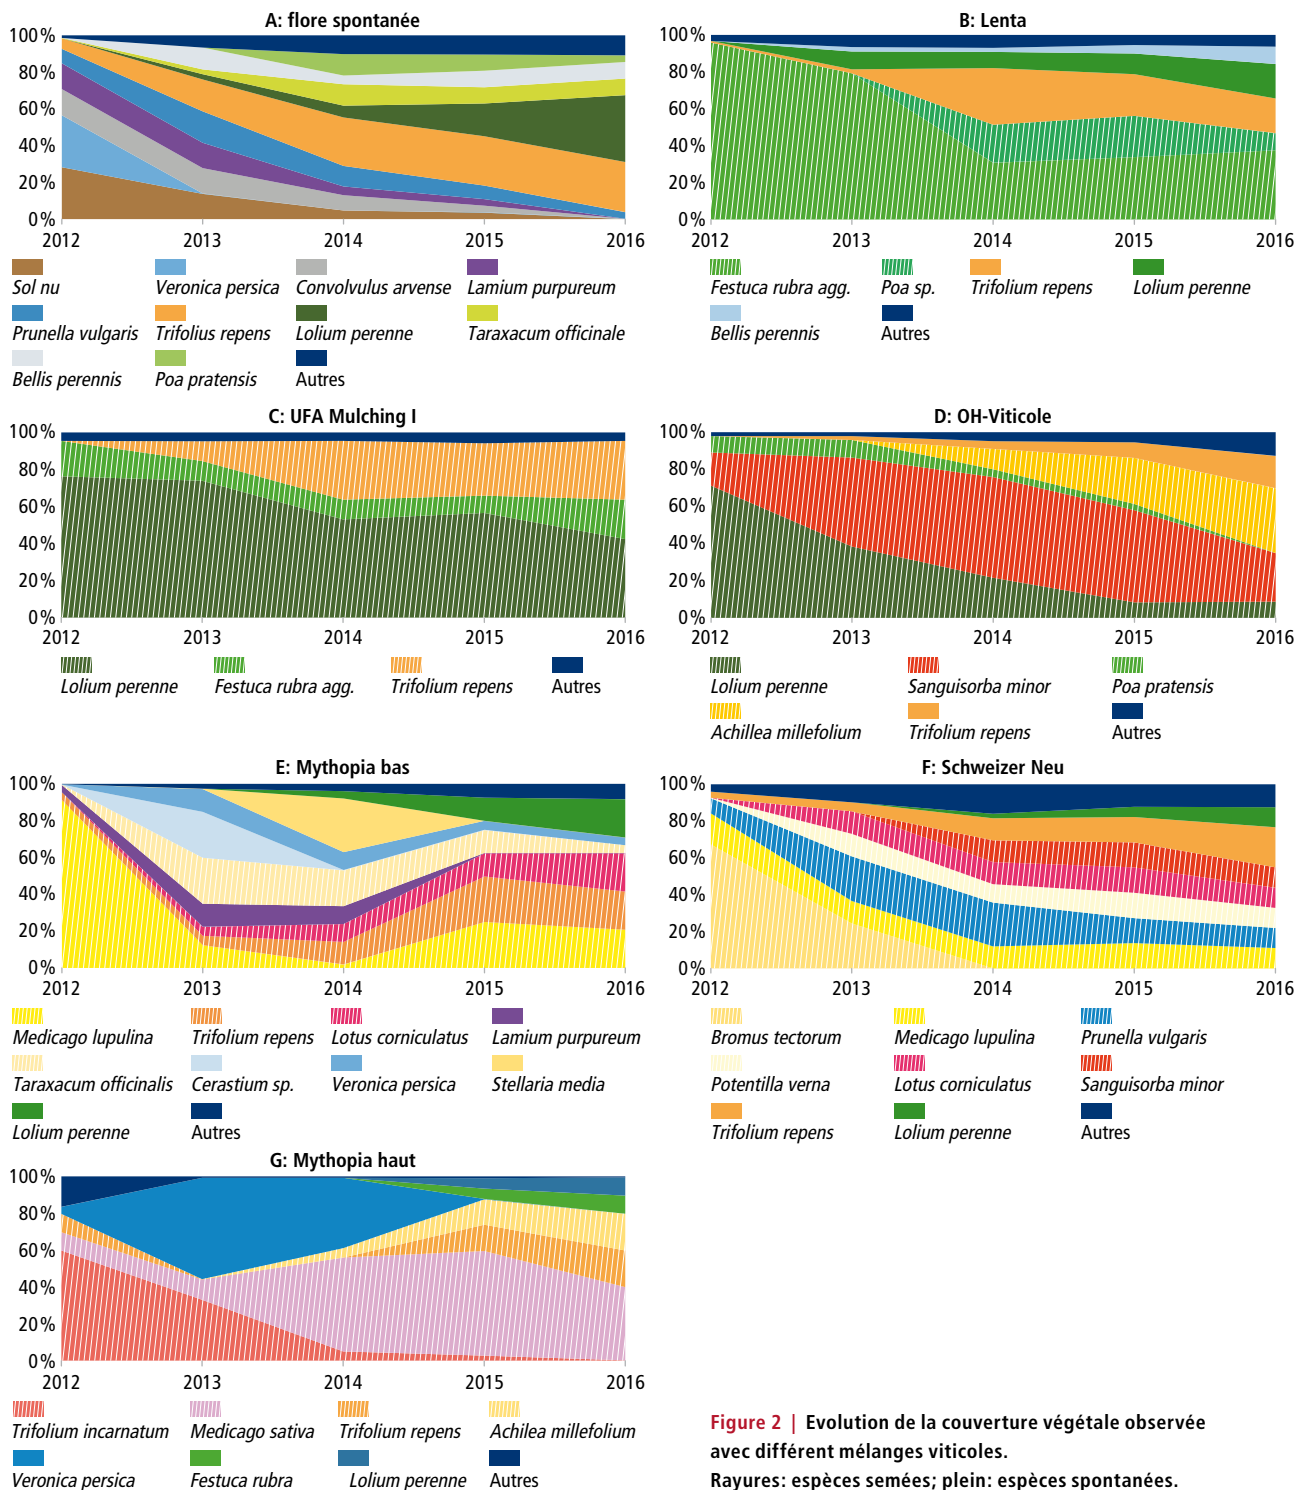 A: flore spontanée
100 %
80 %
60 %
40 %
20 %
0 %
2012 2013 2014 2015 2016
Sol nu Veronica persica Convolvulus arvense Lamium purpureum
Prunella vulgaris Trifolius repens Lolium perenne Taraxacum officinale
Bellis perennis Poa pratensis Autres
B: Lenta
100 %
80 %
60 %
40 %
20 %
0 %
2012 2013 2014 2015 2016
Festuca rubra agg. Poa sp. Trifolium repens Lolium perenne
Bellis perennis Autres
C: UFA Mulching I
100 %
80 %
60 %
40 %
20 %
0 %
2012 2013 2014 2015 2016
Lolium perenne Festuca rubra agg. Trifolium repens Autres
D: OH-Viticole
100 %
80 %
60 %
40 %
20 %
0 %
2012 2013 2014 2015 2016
Lolium perenne Sanguisorba minor Poa pratensis
Achillea millefolium Trifolium repens Autres
E: Mythopia bas
100 %
80 %
60 %
40 %
20 %
0 %
2012 2013 2014 2015 2016
Medicago lupulina Trifolium repens Lotus corniculatus Lamium purpureum
Taraxacum officinalis Cerastium sp. Veronica persica Stellaria media
Lolium perenne Autres
F: Schweizer Neu
100 %
80 %
60 %
40 %
20 %
0 %
2012 2013 2014 2015 2016
Bromus tectorum Medicago lupulina Prunella vulgaris
Potentilla verna Lotus corniculatus Sanguisorba minor
Trifolium repens Lolium perenne Autres
G: Mythopia haut
100 %
80 %
60 %
40 %
20 %
0 %
2012 2013 2014 2015 2016
Trifolium incarnatum Medicago sativa Trifolium repens Achilea millefolium
Veronica persica Festuca rubra Lolium perenne Autres
Figure 2 | Evolution de la couverture végétale observée
avec différent mélanges viticoles.
Rayures: espèces semées; plein: espèces spontanées.